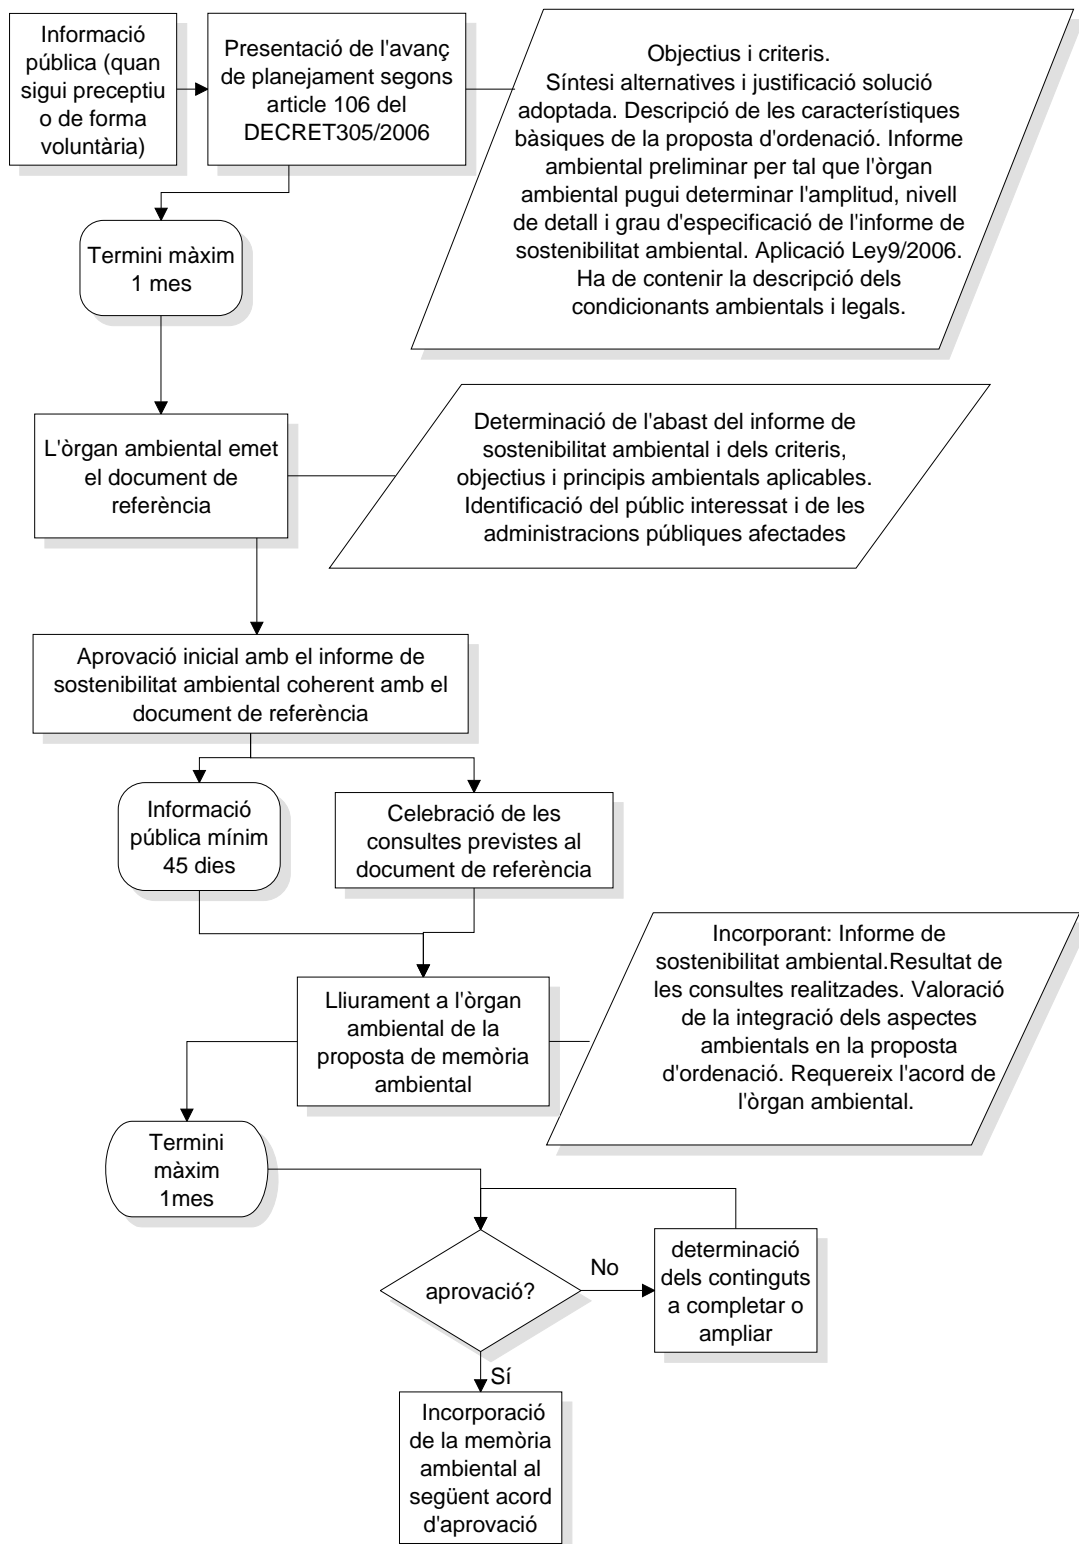 Informació
pública (quan
sigui preceptiu
o de forma
voluntària)
Presentació de l'avanç
de planejament segons
article 106 del
DECRET305/2006
Objectius i criteris.
Síntesi alternatives i justificació solució
adoptada. Descripció de les característiques
bàsiques de la proposta d'ordenació. Informe
ambiental preliminar per tal que l'òrgan
ambiental pugui determinar l'amplitud, nivell
de detall i grau d'especificació de l'informe de
sostenibilitat ambiental. Aplicació Ley9/2006.
Ha de contenir la descripció dels
condicionants ambientals i legals.
Termini màxim
1 mes
L'òrgan ambiental emet
el document de
referència
Determinació de l'abast del informe de
sostenibilitat ambiental i dels criteris,
objectius i principis ambientals aplicables.
Identificació del públic interessat i de les
administracions públiques afectades
Aprovació inicial amb el informe de
sostenibilitat ambiental coherent amb el
document de referència
Informació
pública mínim
45 dies
Celebració de les
consultes previstes al
document de referència
Lliurament a l'òrgan
ambiental de la
proposta de memòria
ambiental
Incorporant: Informe de
sostenibilitat ambiental.Resultat de
les consultes realitzades. Valoració
de la integració dels aspectes
ambientals en la proposta
d'ordenació. Requereix l'acord de
l'òrgan ambiental.
Termini
màxim
1mes
aprovació?
No
determinació
dels continguts
a completar o
ampliar
Sí
Incorporació
de la memòria
ambiental al
següent acord
d'aprovació